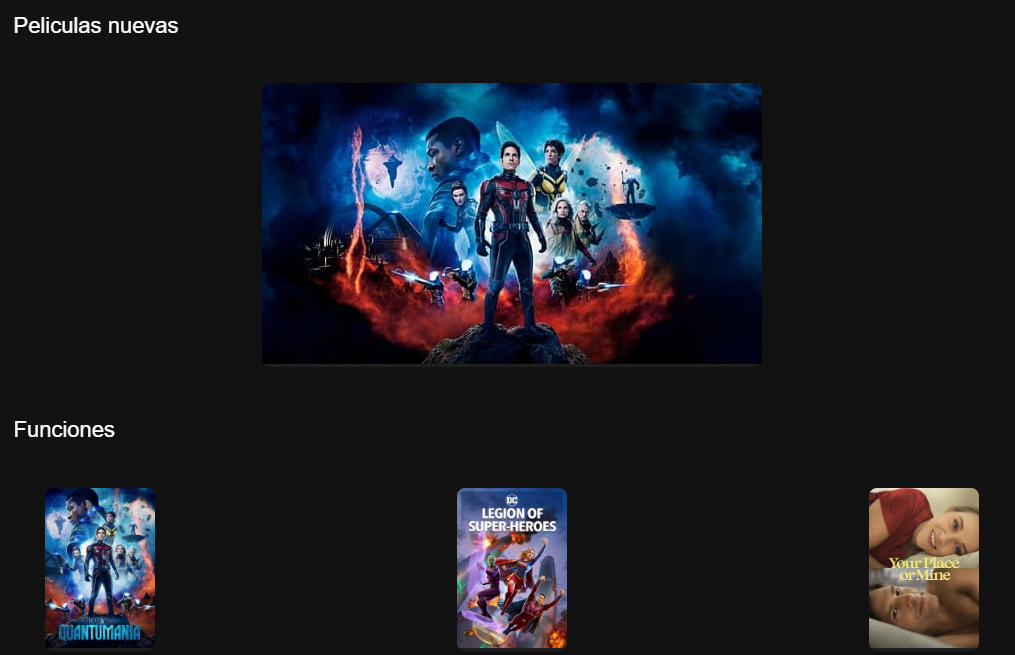 Peliculas nuevas
Funciones
QUANTUMANIA
DC
LEGION OF
SUPER-HEROES
Your Place
or Mine